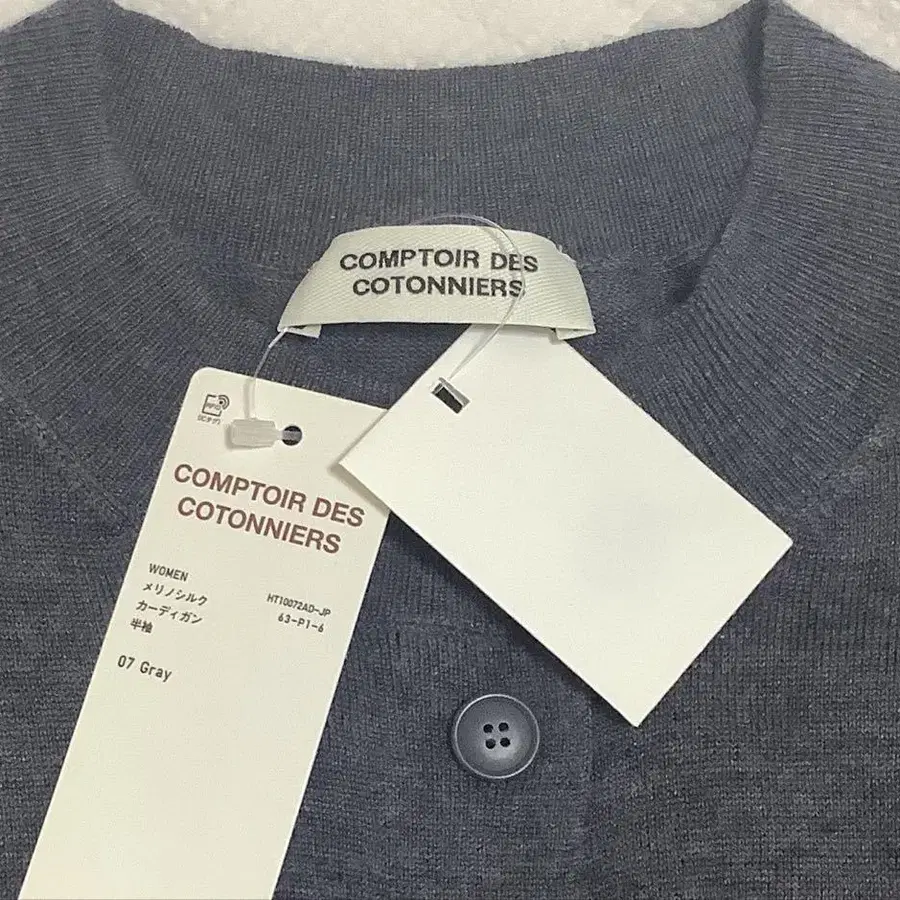 COMPTOIR DES
COTONNIERS
RFID
COMPTOIR DES
COTONNIERS
WOMEN
メリノシルク
カーディガン
半袖
HT10072AD-JP
63-P1-6
07 Gray